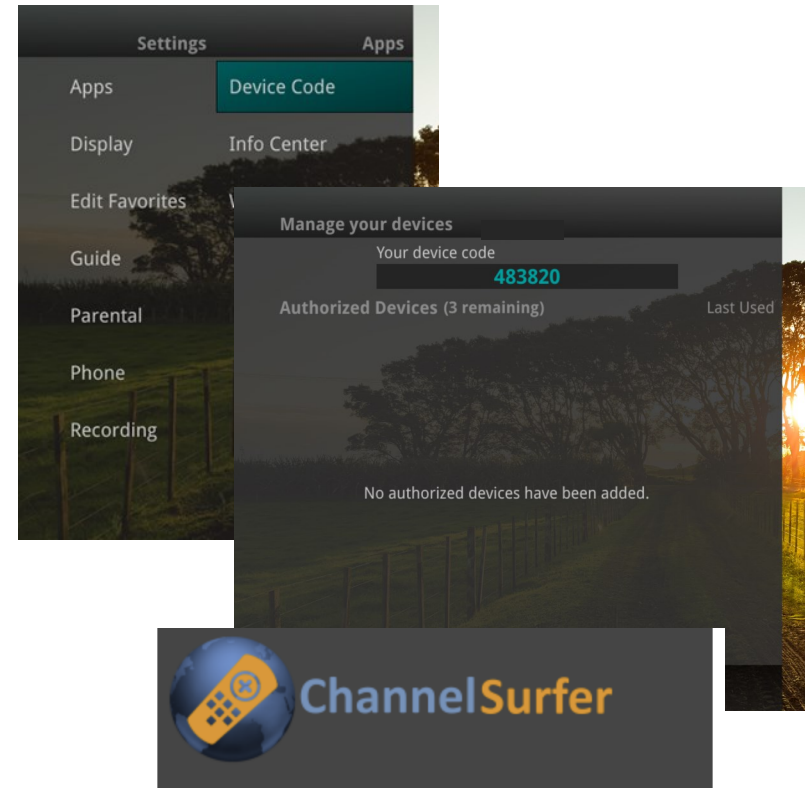 Settings Apps
Apps Device Code
Display Info Center
Edit Favorites
Guide
Parental
Phone
Recording
Manage your devices
Your device code
483820
Authorized Devices (3 remaining) Last Used
No authorized devices have been added.
ChannelSurfer